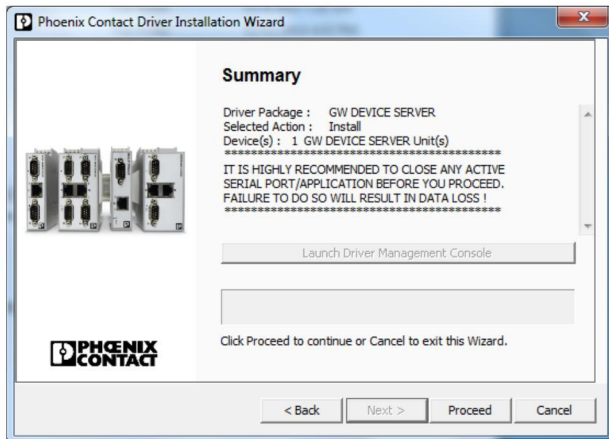 Phoenix Contact Driver Installation Wizard
Summary
Driver Package : GW DEVICE SERVER
Selected Action : Install
Device(s) : 1 GW DEVICE SERVER Unit(s)
******************************************
IT IS HIGHLY RECOMMENDED TO CLOSE ANY ACTIVE
SERIAL PORT/APPLICATION BEFORE YOU PROCEED.
FAILURE TO DO SO WILL RESULT IN DATA LOSS !
******************************************
Launch Driver Management Console
Click Proceed to continue or Cancel to exit this Wizard.
PHŒNIX
CONTACT
< Back
Next >
Proceed
Cancel